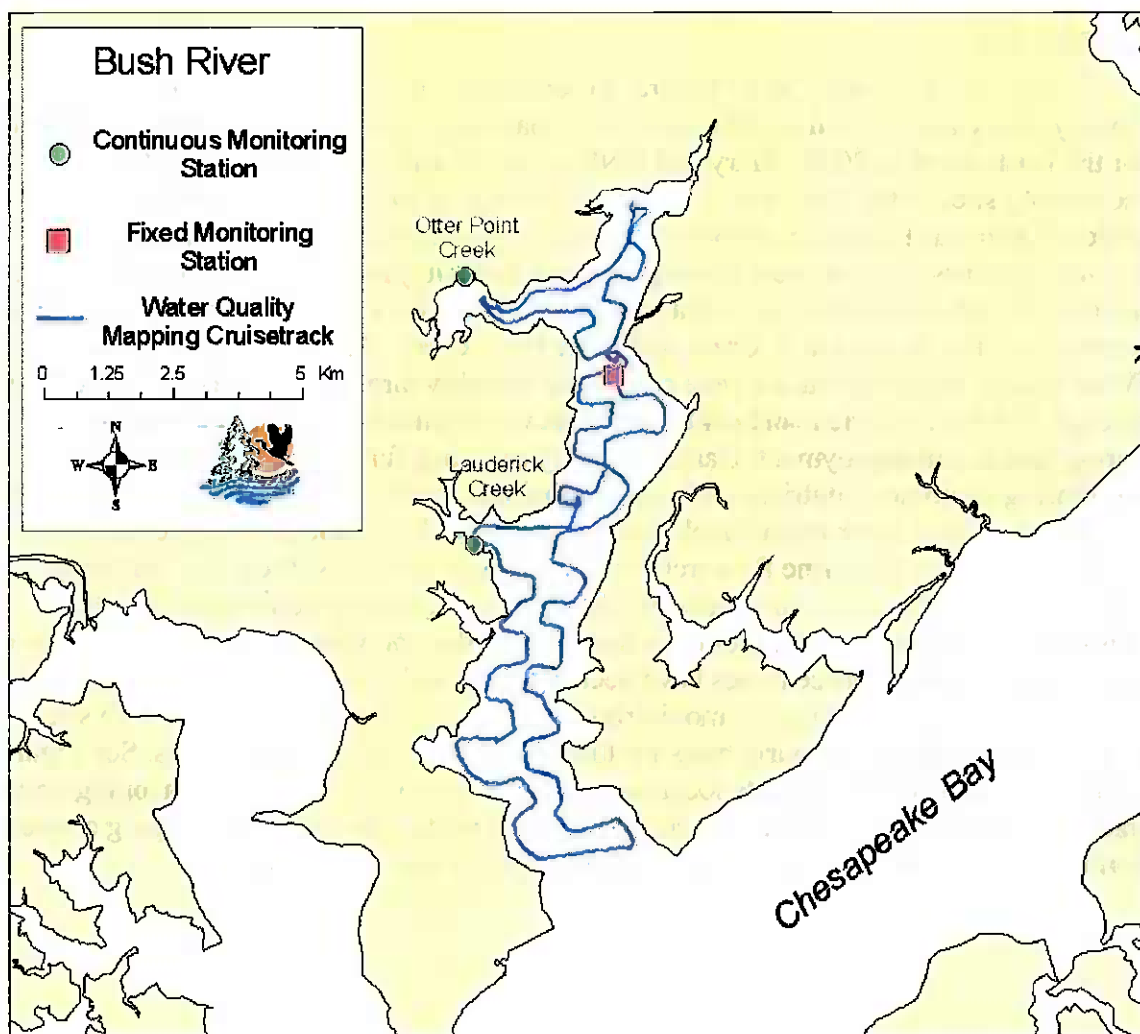 Bush River
Continuous Monitoring
Station
Fixed Monitoring
Station
Water Quality
Mapping Cruisetrack
0 1.25 2.5 5 Km
N
W E
S
Otter Point
Creek
Lauderick
Creek
Chesapeake Bay